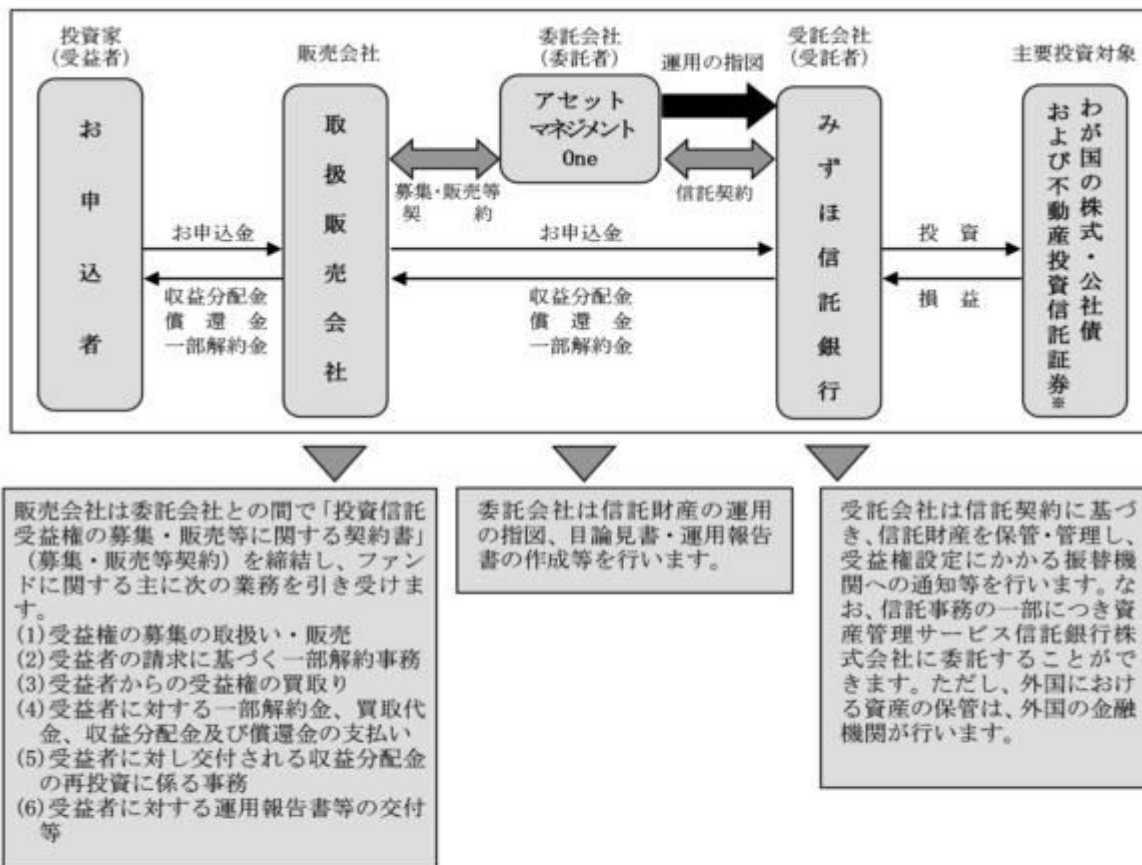 投資家
(受益者)
販売会社
委託会社
(委託者)
運用の指図
受託会社
(受託者)
主要投資対象
お申込者
取扱販売会社
アセット
マネジメント
One
みずほ信託銀行
わが国の株式・公社債
および不動産投資信託証券※
募集・販売等
契約
信託契約
お申込金
収益分配金
償還金
一部解約金
お申込金
収益分配金
償還金
一部解約金
投資
損益
販売会社は委託会社との間で「投資信託
受益権の募集・販売等に関する契約書」
(募集・販売等契約)を締結し、ファン
ドに関する主に次の業務を引き受けま
す。
(1)受益権の募集の取扱い・販売
(2)受益者の請求に基づく一部解約事務
(3)受益者からの受益権の買取り
(4)受益者に対する一部解約金、買取代
金、収益分配金及び償還金の支払い
(5)受益者に対し交付される収益分配金
の再投資に係る事務
(6)受益者に対する運用報告書等の交付
等
委託会社は信託財産の運用
の指図、目論見書・運用報告
書の作成等を行います。
受託会社は信託契約に基づ
き、信託財産を保管・管理し、
受益権設定にかかる振替機
関への通知等を行います。な
お、信託事務の一部につき資
産管理サービス信託銀行株
式会社に委託することがで
きます。ただし、外国におけ
る資産の保管は、外国の金融
機関が行います。